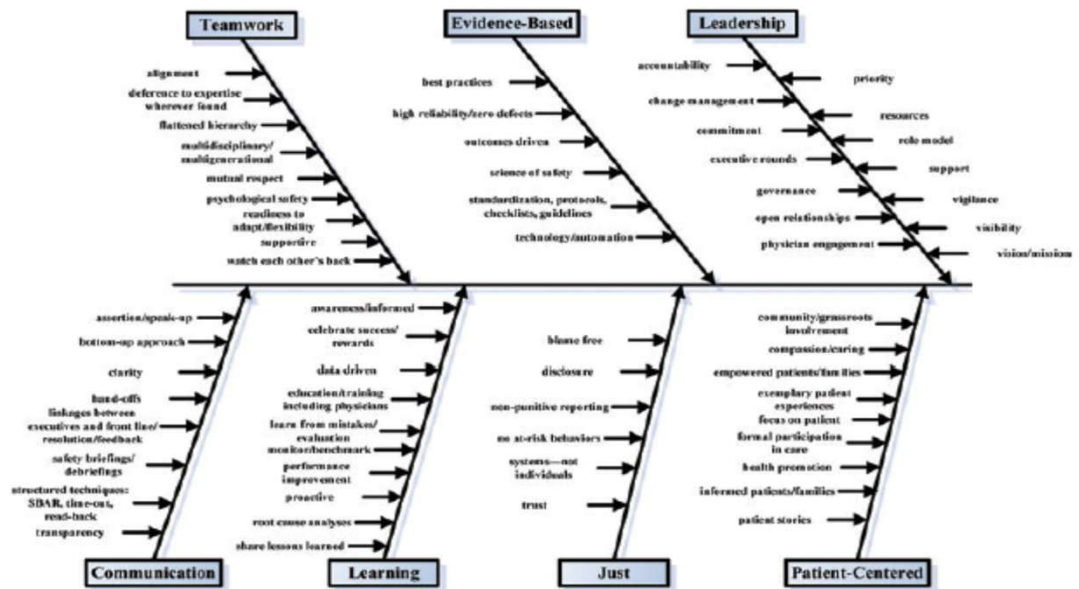 Teamwork
alignment
deference to expertise
wherever found
flattened hierarchy
multidisciplinary/
multigenerational
mutual respect
psychological safety
readiness to
adapt/flexibility
supportive
watch each other's back
Evidence-Based
best practices
high reliability/zero defects
outcomes driven
science of safety
standardization, protocols,
checklists, guidelines
technology/automation
Leadership
accountability
priority
change management
resources
commitment
role model
executive rounds
support
governance
vigilance
open relationships
visibility
physician engagement
vision/mission
assertion/speak-up
bottom-up approach
clarity
hand-offs
linkages between
executives and front line/
resolution/feedback
safety briefings/
debriefings
structured techniques:
SBAR, time-out,
read-back
transparency
Communication
awareness/informed
celebrate success/
rewards
data driven
education/training
including physicians
learn from mistakes/
evaluation
monitor/benchmark
performance
improvement
proactive
root cause analyses
share lessons learned
Learning
blame free
disclosure
non-punitive reporting
no at-risk behaviors
systems—not
individuals
trust
Just
community/grassroots
involvement
compassion/caring
empowered patients/families
exemplary patient
experiences
focus on patient
formal participation
in care
health promotion
informed patients/families
patient stories
Patient-Centered